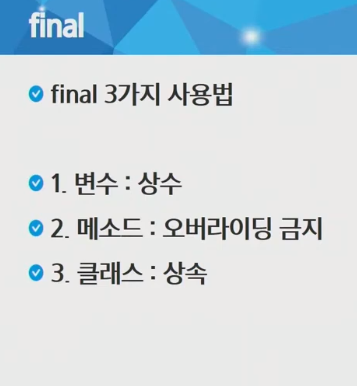 final
final 3가지 사용법
1. 변수 : 상수
2. 메소드 : 오버라이딩 금지
3. 클래스 : 상속